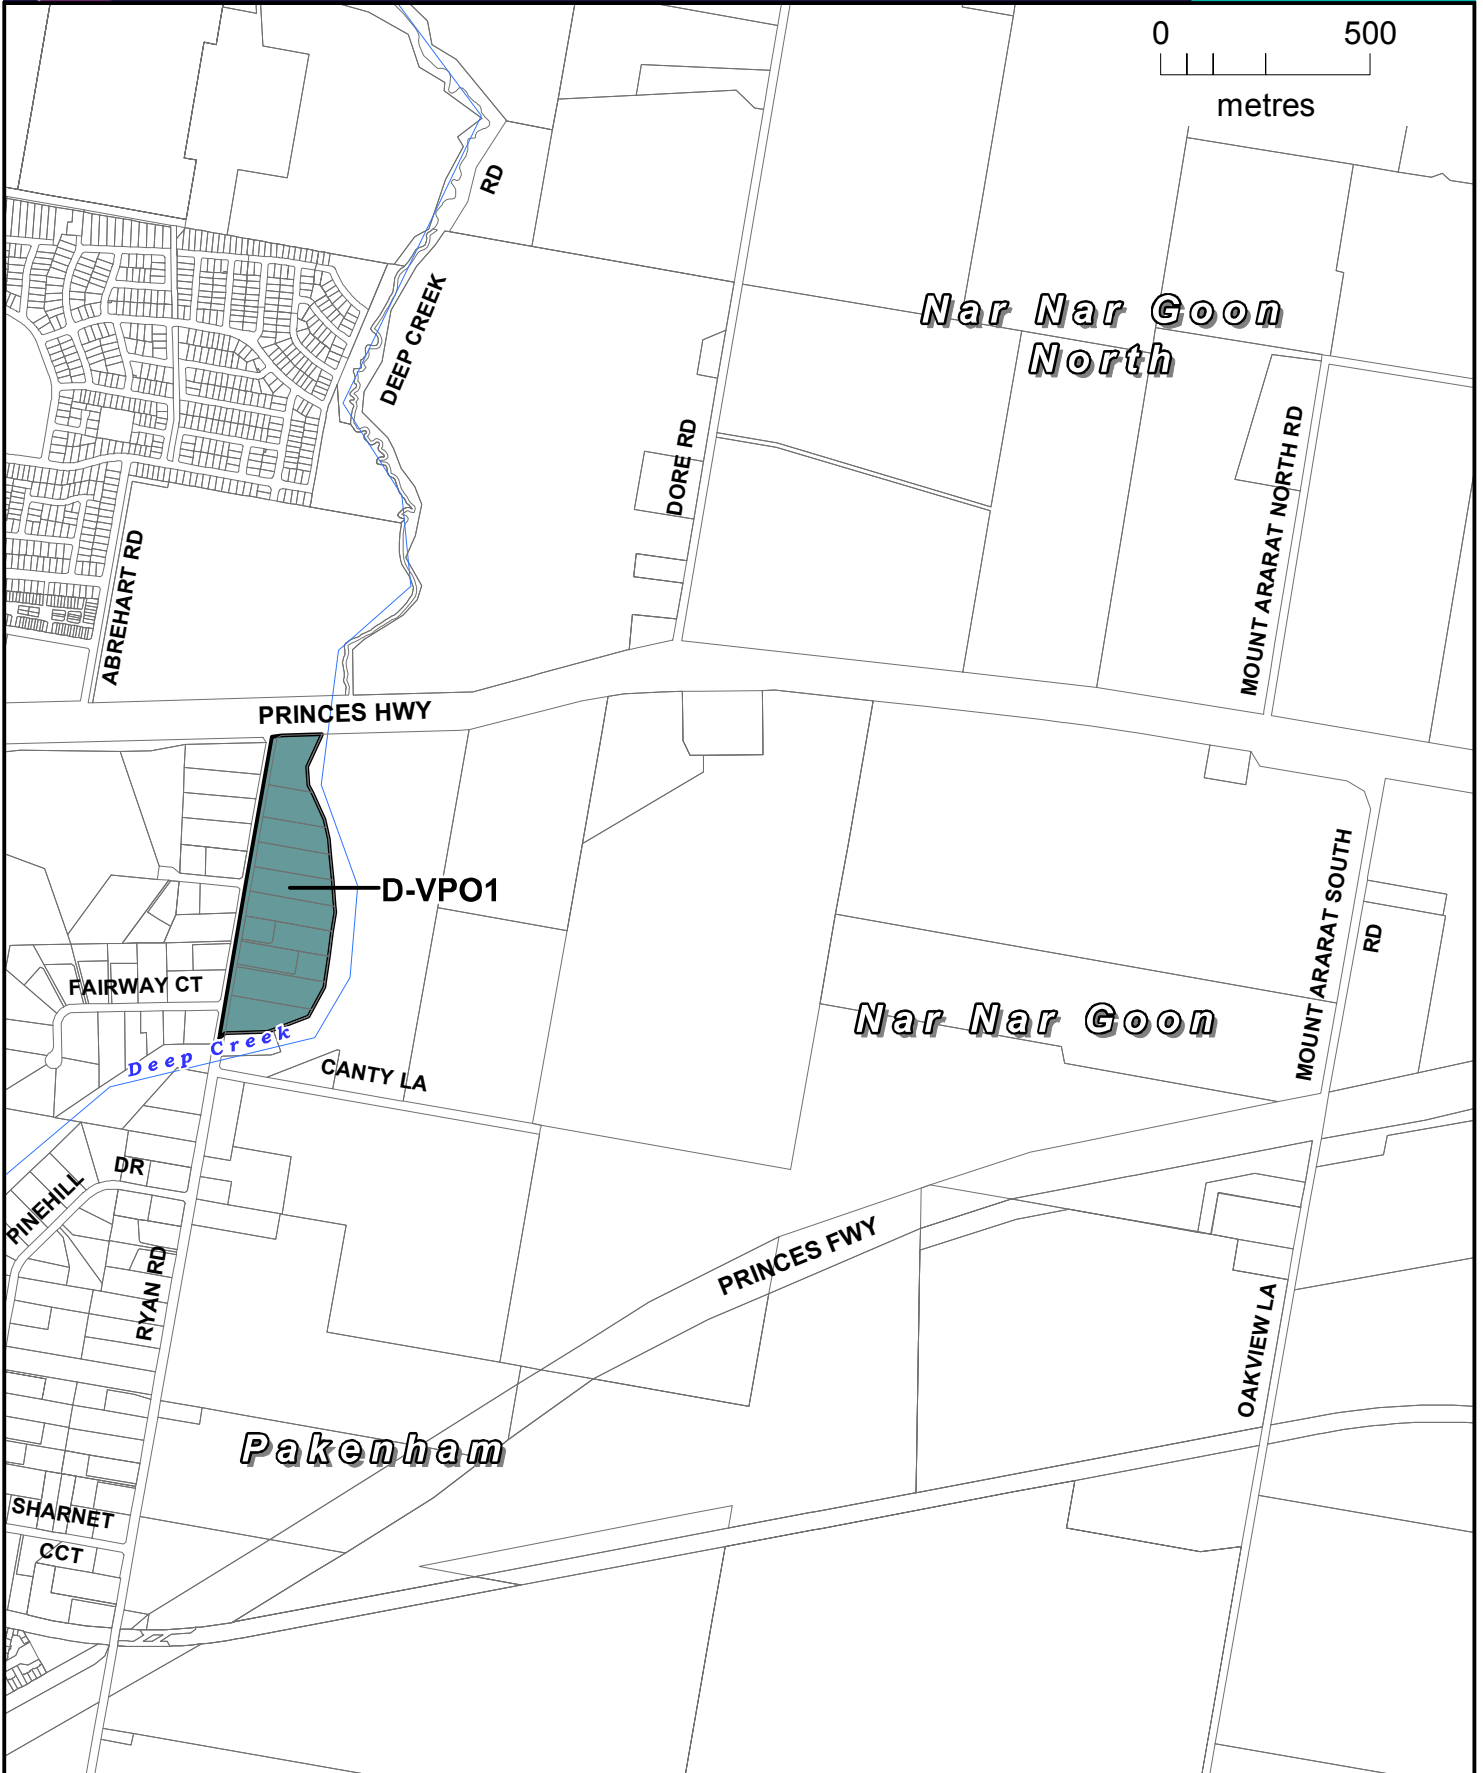 0 500
metres
RD
DEEP CREEK
Nar Nar Goon
North
DORE RD
MOUNT ARARAT NORTH RD
ABREHART RD
PRINCES HWY
D-VPO1
MOUNT ARARAT SOUTH
RD
FAIRWAY CT
Nar Nar Goon
Deep Creek
CANTY LA
DR
PINEHILL
PRINCES FWY
RYAN RD
OAKVIEW LA
Pakenham
SHARNET
CCT